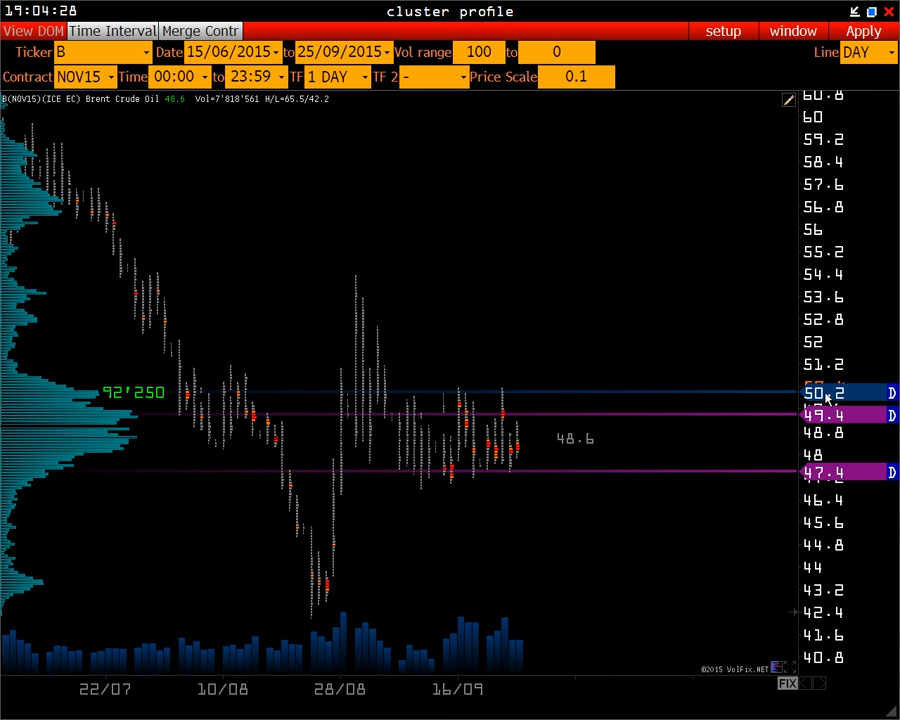 19:04:28 cluster profile
View DOM Time Interval Merge Contr setup window Apply
Ticker B Date 15/06/2015 to 25/09/2015 Vol range 100 to 0 Line DAY
Contract NOV15 Time 00:00 to 23:59 TF 1 DAY TF 2 - Price Scale 0.1
B(NOV15)(ICE EC) Brent Crude Oil 48.6 Vol=7'818'561 H/L=65.5/42.2
60.8
60
59.2
58.4
57.6
56.8
56
55.2
54.4
53.6
52.8
52
51.2
92'250 50.2 D
49.4 D
48.6 48.8
48
47.4 D
46.4
45.6
44.8
44
43.2
42.4
41.6
40.8
©2015 VolFix.NET
22/07 10/08 28/08 16/09 FIX